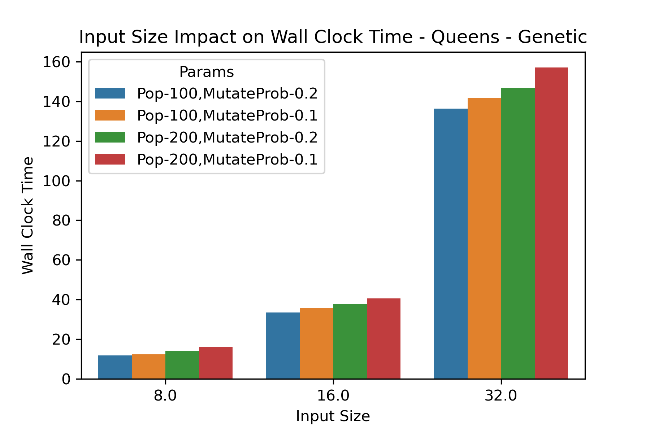 Input Size Impact on Wall Clock Time - Queens - Genetic
160
140
120
100
80
60
40
20
0
Wall Clock Time
Params
Pop-100,MutateProb-0.2
Pop-100,MutateProb-0.1
Pop-200,MutateProb-0.2
Pop-200,MutateProb-0.1
8.0
16.0
32.0
Input Size